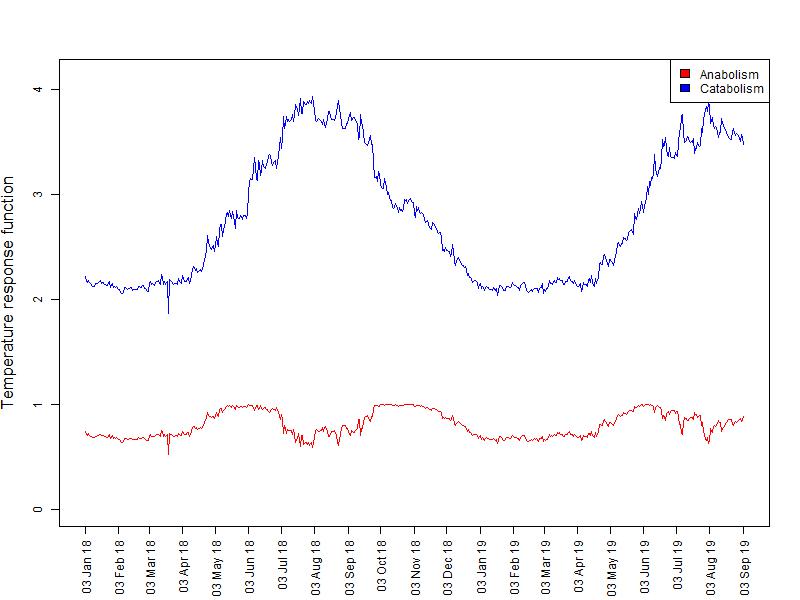 Anabolism
Catabolism
Temperature response function
4
3
2
1
0
03 Jan 18
03 Feb 18
03 Mar 18
03 Apr 18
03 May 18
03 Jun 18
03 Jul 18
03 Aug 18
03 Sep 18
03 Oct 18
03 Nov 18
03 Dec 18
03 Jan 19
03 Feb 19
03 Mar 19
03 Apr 19
03 May 19
03 Jun 19
03 Jul 19
03 Aug 19
03 Sep 19